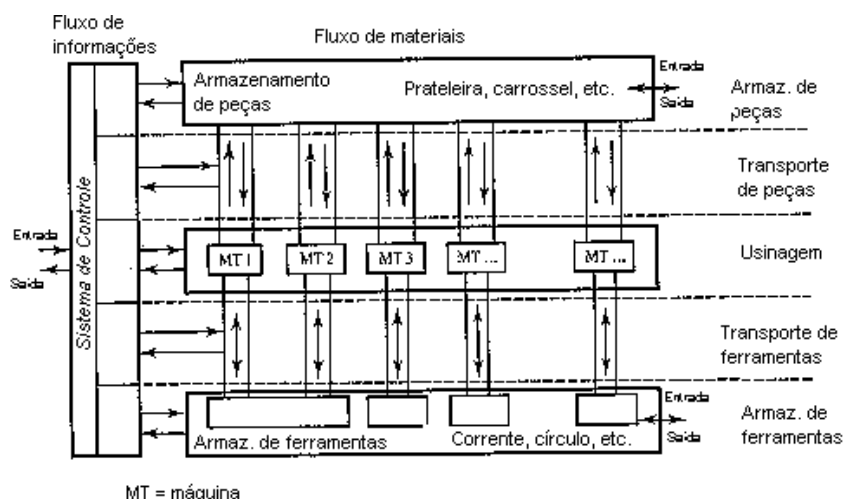 Fluxo de
informações
Fluxo de materiais
Armazenamento
de peças
Prateleira, carrossel, etc.
Entrada
Saída
Armaz. de
peças
Transporte
de peças
Entrada
Saída
Sistema de Controle
MT 1
MT 2
MT 3
MT ...
MT ...
Usinagem
Transporte de
ferramentas
Armaz. de ferramentas
Corrente, círculo, etc.
Entrada
Saída
Armaz. de
ferramentas
MT = máquina